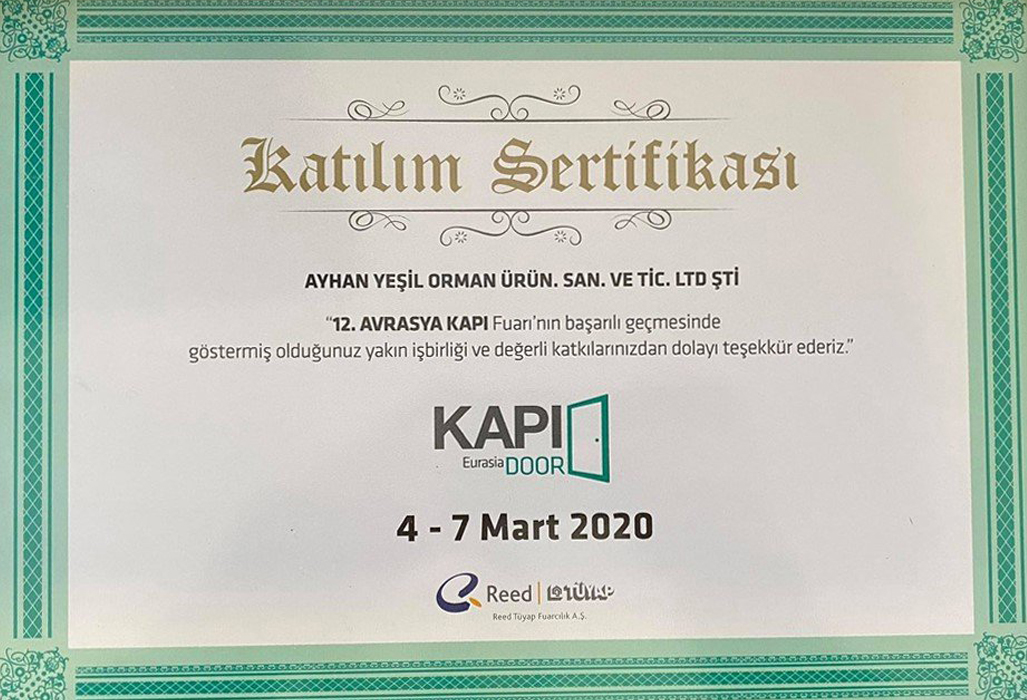 Katılım Sertifikası
AYHAN YEŞİL ORMAN ÜRÜN. SAN. VE TİC. LTD ŞTİ
“12. AVRASYA KAPI Fuarı’nın başarılı geçmesinde
göstermiş olduğunuz yakın işbirliği ve değerli katkılarınızdan dolayı teşekkür ederiz.”
KAPI
Eurasia DOOR
4 - 7 Mart 2020
Reed | TÜYAP
Reed Tüyap Fuarcılık A.Ş.